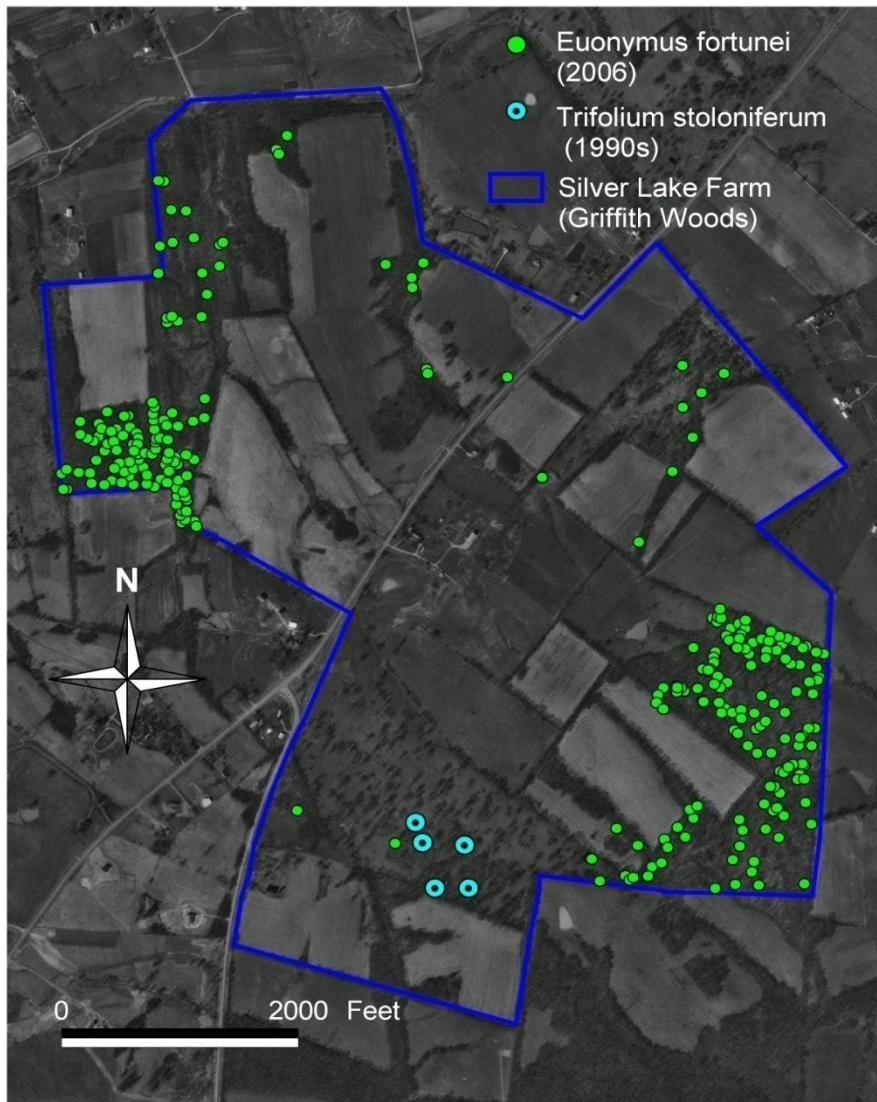 Euonymus fortunei
(2006)
Trifolium stoloniferum
(1990s)
Silver Lake Farm
(Griffith Woods)
N
0 2000 Feet